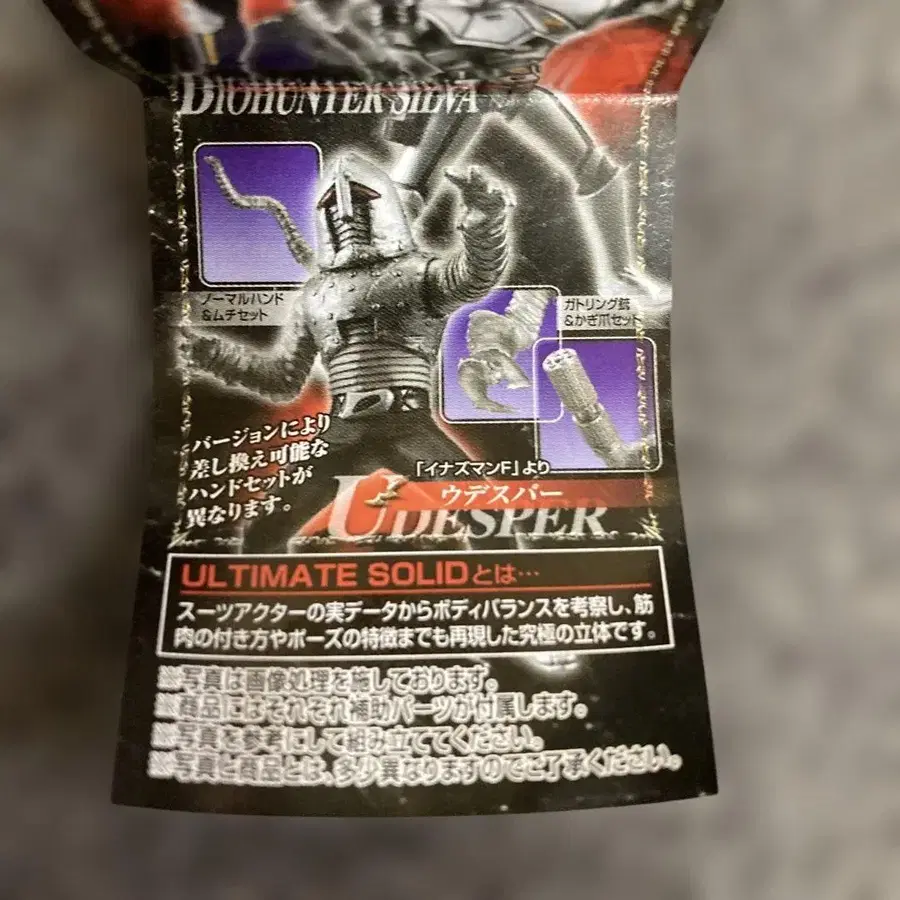 BIOHUNTER SILVA
ノーマルハンド
&ムチセット
ガトリング銃
&かぎ爪セット
バージョンにより
差し換え可能な
ハンドセットが
異なります。
「イナズマンF」より
ウデスパー
UDESPER
ULTIMATE SOLIDとは…
スーツアクターの実データからボディバランスを考察し、筋
肉の付き方やポーズの特徴までも再現した究極の立体です。
※写真は画像処理を施しております。
※商品にはそれぞれ補助パーツが付属します。
※写真を参考にして組み立ててください。
※写真と商品とは、多少異なりますのでご了承ください。